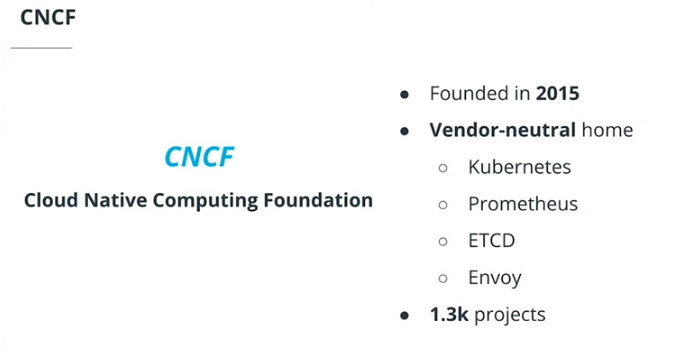 CNCF
CNCF
Cloud Native Computing Foundation
● Founded in 2015
● Vendor-neutral home
○ Kubernetes
○ Prometheus
○ ETCD
○ Envoy
● 1.3k projects